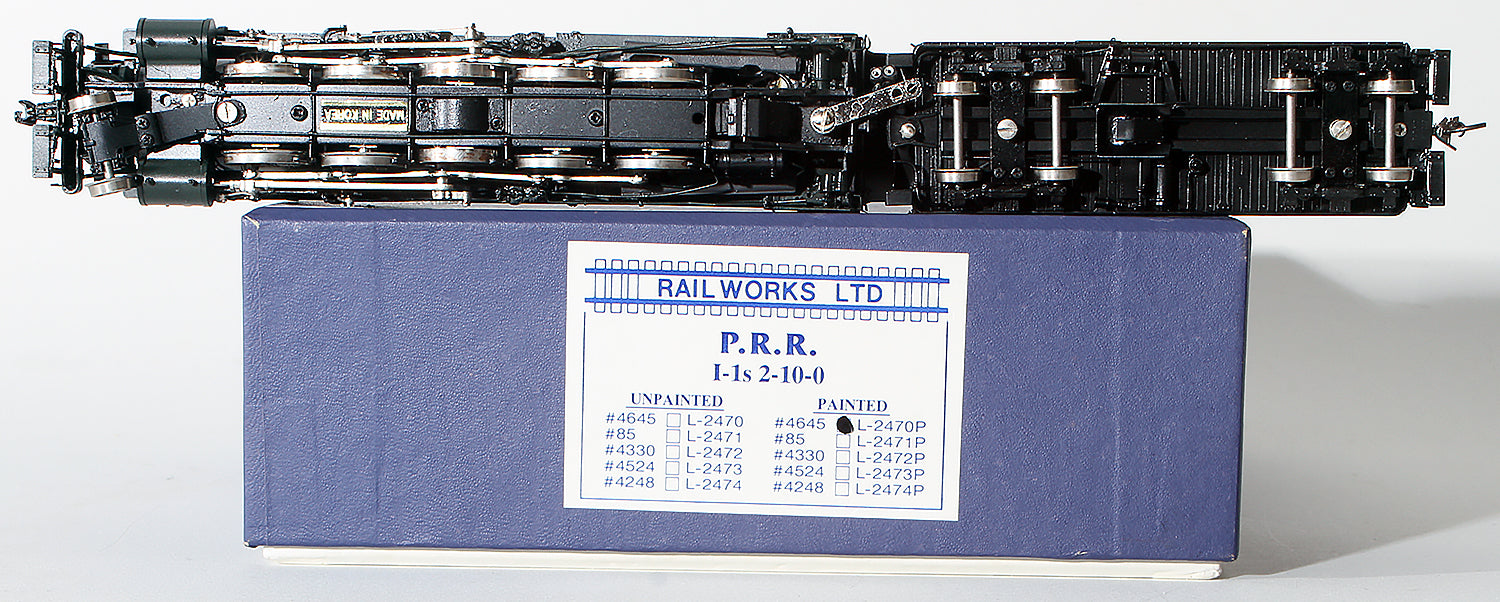 MADE IN KOREA
RAILWORKS LTD
P.R.R.
I-1s 2-10-0
UNPAINTED
#4645 L-2470
#85 L-2471
#4330 L-2472
#4524 L-2473
#4248 L-2474
PAINTED
#4645 L-2470P
#85 L-2471P
#4330 L-2472P
#4524 L-2473P
#4248 L-2474P